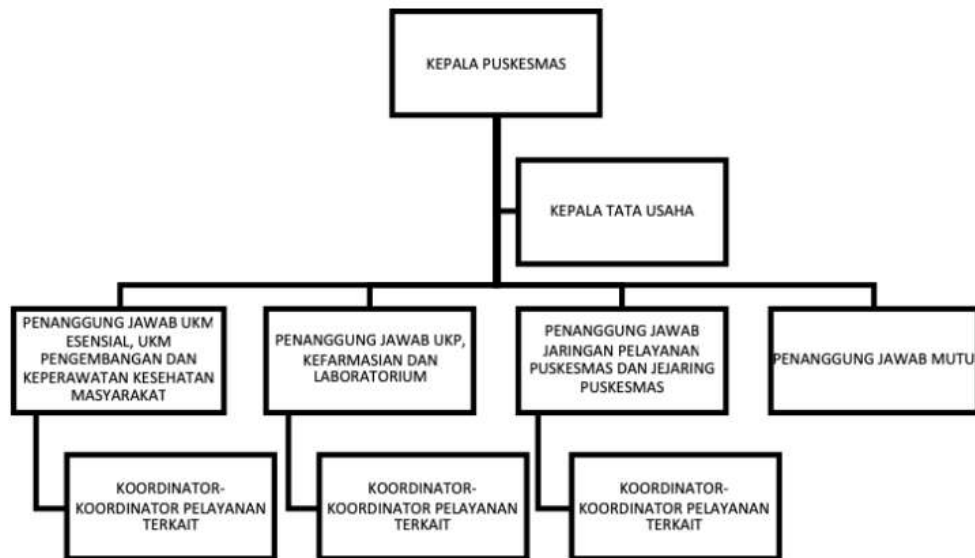 KEPALA PUSKESMAS
KEPALA TATA USAHA
PENANGGUNG JAWAB UKM
ESENSIAL, UKM
PENGEMBANGAN DAN
KEPERAWATAN KESEHATAN
MASYARAKAT
PENANGGUNG JAWAB UKP,
KEFARMASIAN DAN
LABORATORIUM
PENANGGUNG JAWAB
JARINGAN PELAYANAN
PUSKESMAS DAN JEJARING
PUSKESMAS
PENANGGUNG JAWAB MUTU
KOORDINATOR-
KOORDINATOR PELAYANAN
TERKAIT
KOORDINATOR-
KOORDINATOR PELAYANAN
TERKAIT
KOORDINATOR-
KOORDINATOR PELAYANAN
TERKAIT